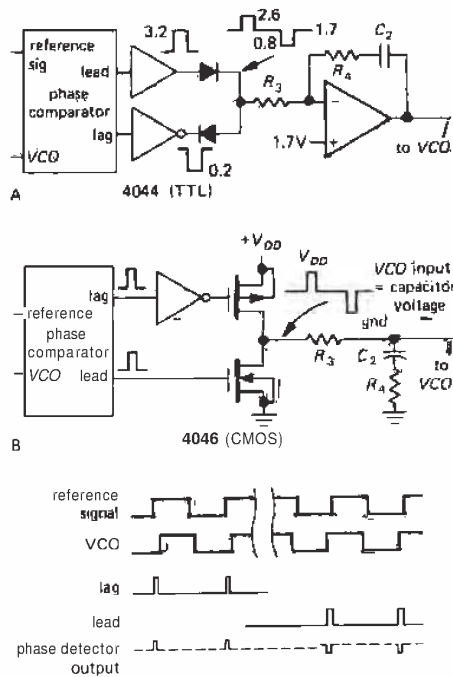 reference
sig
lead
phase
comparator
lag
VCO
3.2
2.6
0.8
1.7
R3
R4
C2
1.7V
+
−
to VCO
0.2
4044 (TTL)
A
+VDD
VDD
VCO input
= capacitor
voltage
gnd
lag
reference
phase
comparator
VCO
lead
R3
C2
R4
to
VCO
4046 (CMOS)
B
reference
signal
VCO
lag
lead
phase detector
output